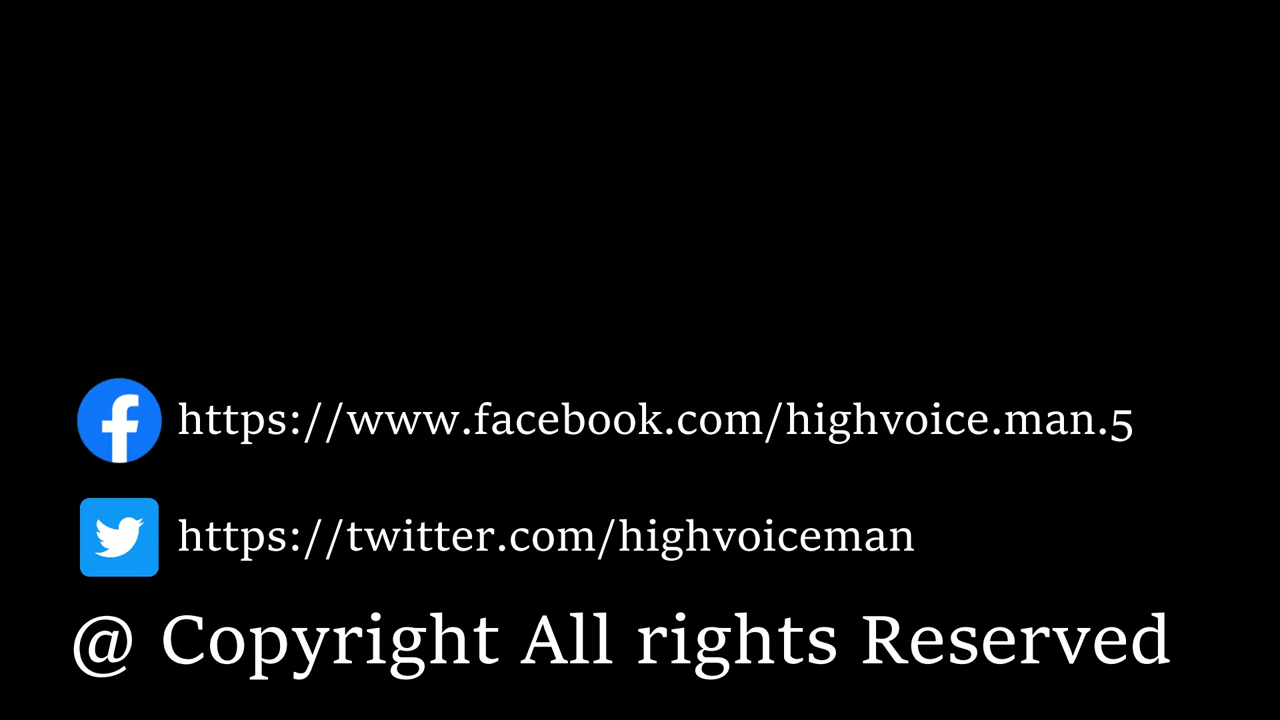 https://www.facebook.com/highvoice.man.5
https://twitter.com/highvoiceman
@ Copyright All rights Reserved